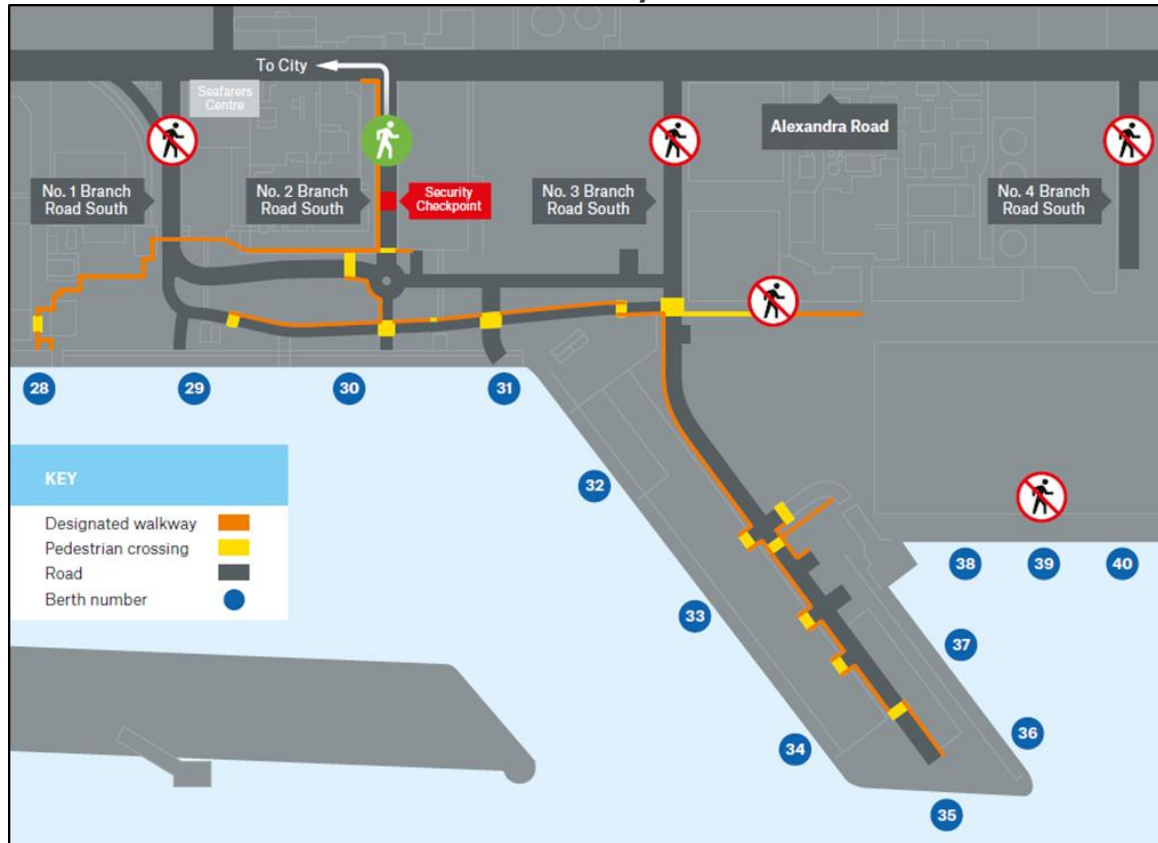 To City
Seafarers
Centre
Alexandra Road
No. 1 Branch
Road South
No. 2 Branch
Road South
Security
Checkpoint
No. 3 Branch
Road South
No. 4 Branch
Road South
28
29
30
31
32
33
34
35
36
37
38
39
40
KEY
Designated walkway
Pedestrian crossing
Road
Berth number